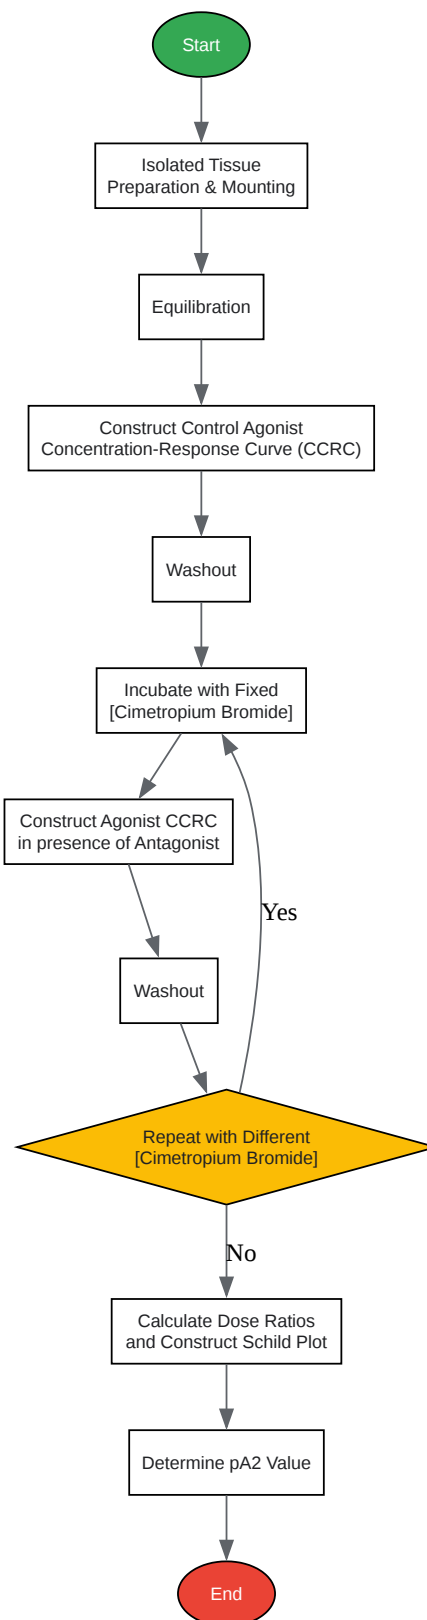 Start
Isolated Tissue
Preparation & Mounting
Equilibration
Construct Control Agonist
Concentration-Response Curve (CCRC)
Washout
Incubate with Fixed
[Cimetropium Bromide]
Construct Agonist CCRC
in presence of Antagonist
Yes
Washout
Repeat with Different
[Cimetropium Bromide]
No
Calculate Dose Ratios
and Construct Schild Plot
Determine pA2 Value
End